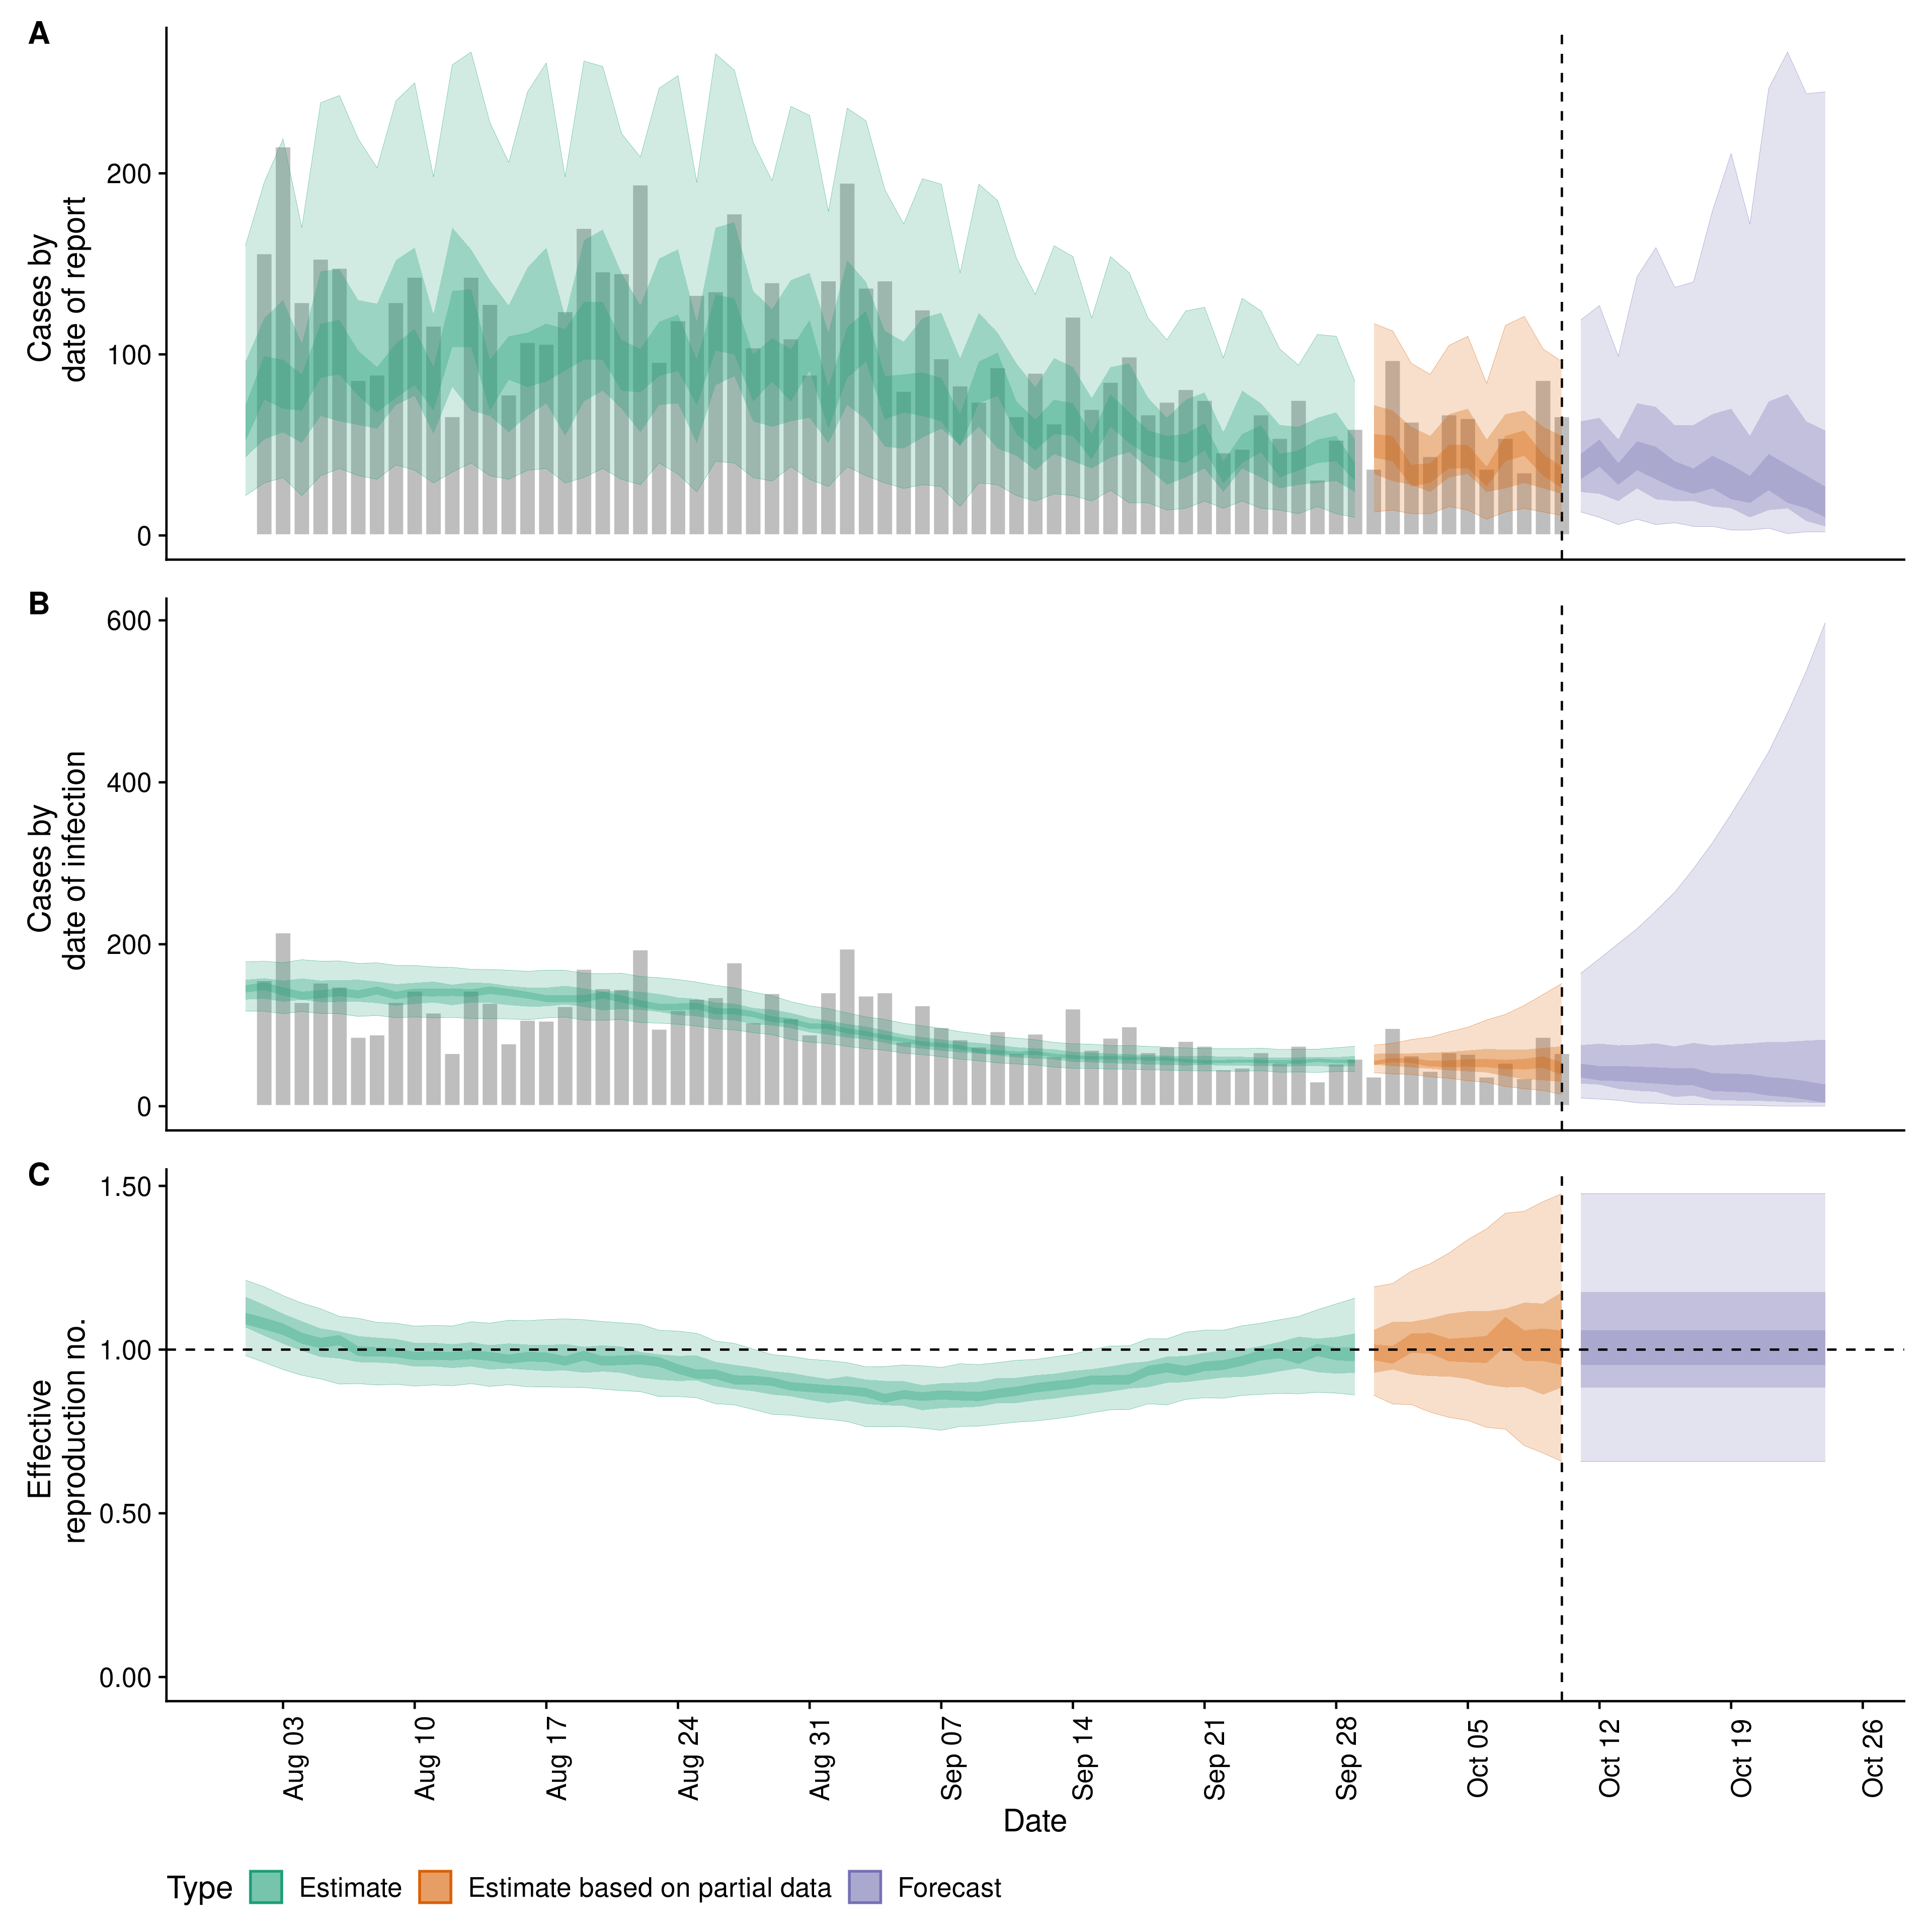 A
Cases by
date of report
200
100
0
B
Cases by
date of infection
600
400
200
0
C
Effective
reproduction no.
1.50
1.00
0.50
0.00
Aug 03
Aug 10
Aug 17
Aug 24
Aug 31
Sep 07
Sep 14
Sep 21
Sep 28
Oct 05
Oct 12
Oct 19
Oct 26
Date
Type Estimate Estimate based on partial data Forecast